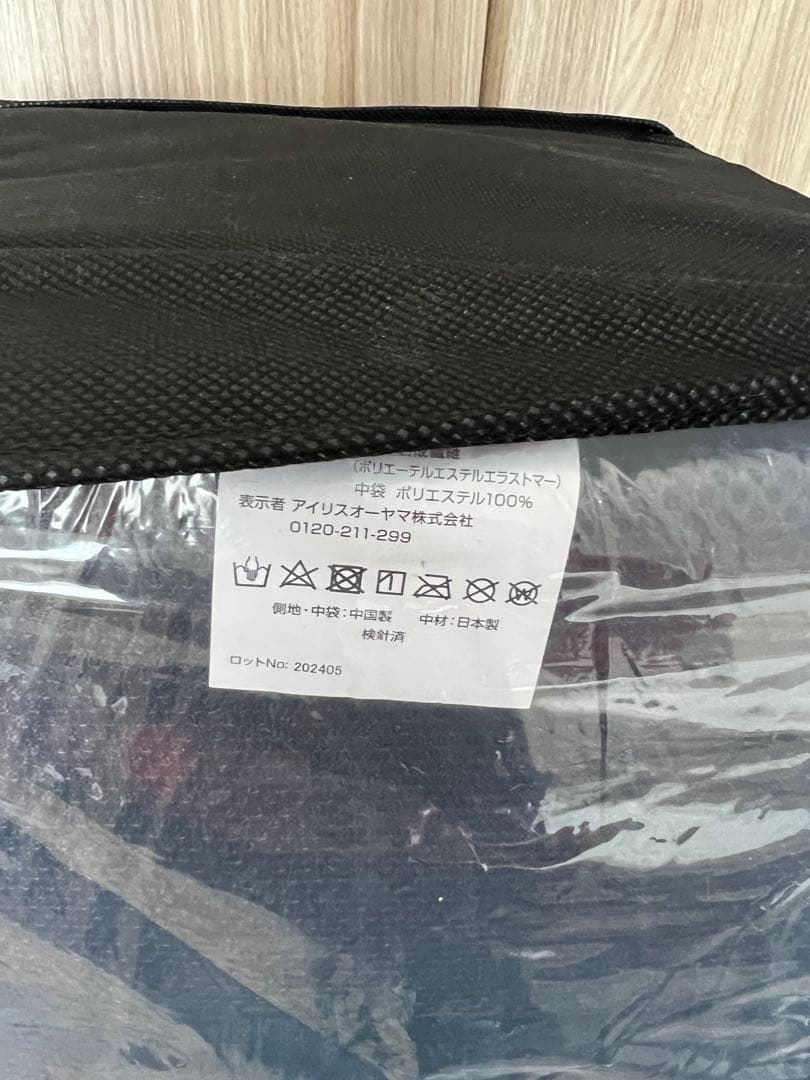 (ポリエーテルエステルエラストマー)
中袋 ポリエステル100%
表示者 アイリスオーヤマ株式会社
0120-211-299
側地・中袋:中国製 中材:日本製
検針済
ロットNo: 202405